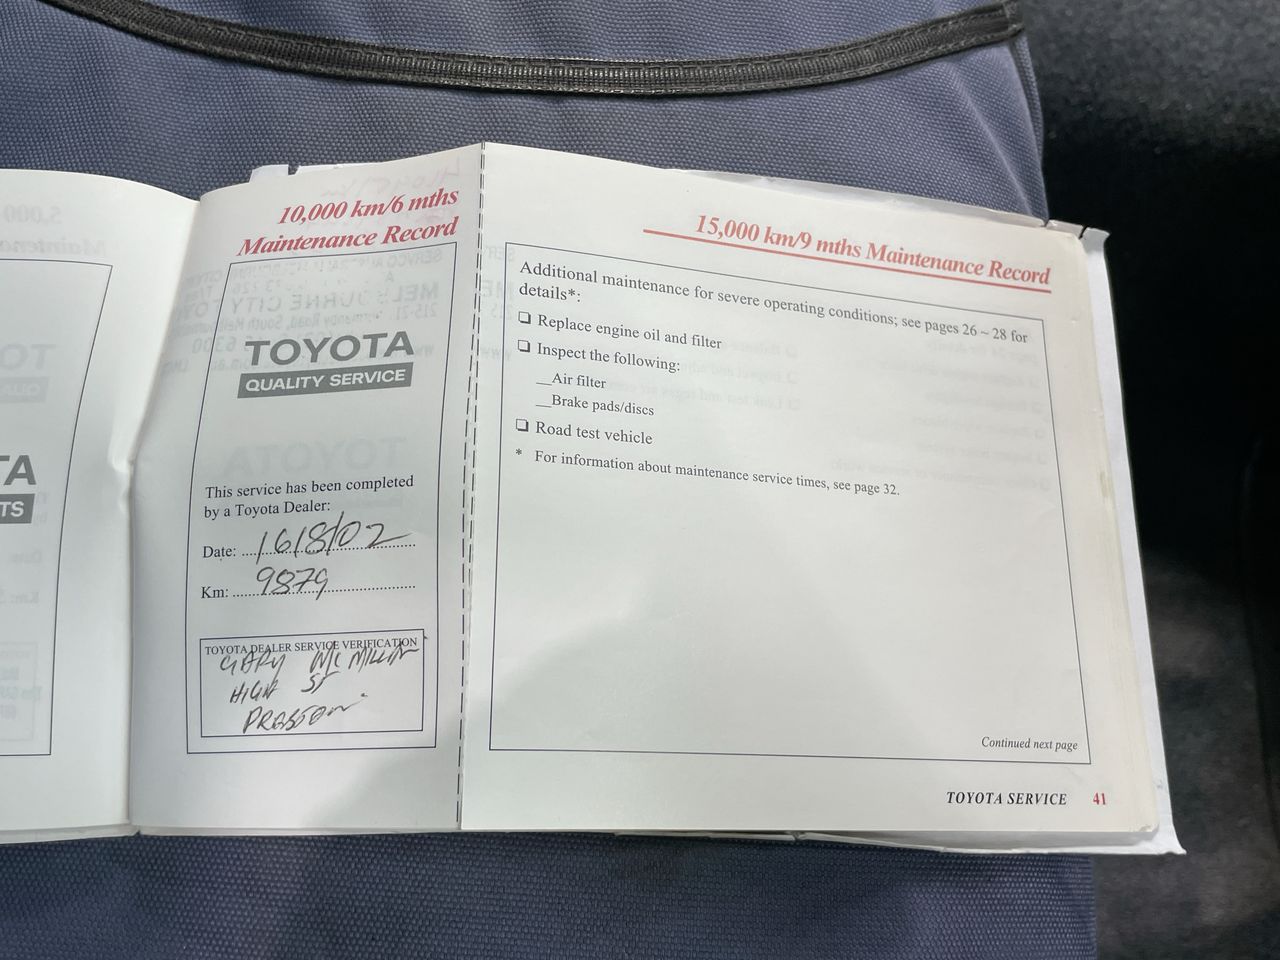 10,000 km/6 mths
Maintenance Record
TOYOTA
QUALITY SERVICE
This service has been completed
by a Toyota Dealer:
Date: 16/8/02
Km: 9879
TOYOTA DEALER SERVICE VERIFICATION
GARY MCMILLIN
HIGH ST
PRESTON
15,000 km/9 mths Maintenance Record
Additional maintenance for severe operating conditions; see pages 26 ~ 28 for
details*:
❑ Replace engine oil and filter
❑ Inspect the following:
__Air filter
__Brake pads/discs
❑ Road test vehicle
* For information about maintenance service times, see page 32.
Continued next page
TOYOTA SERVICE 41
TA
TS